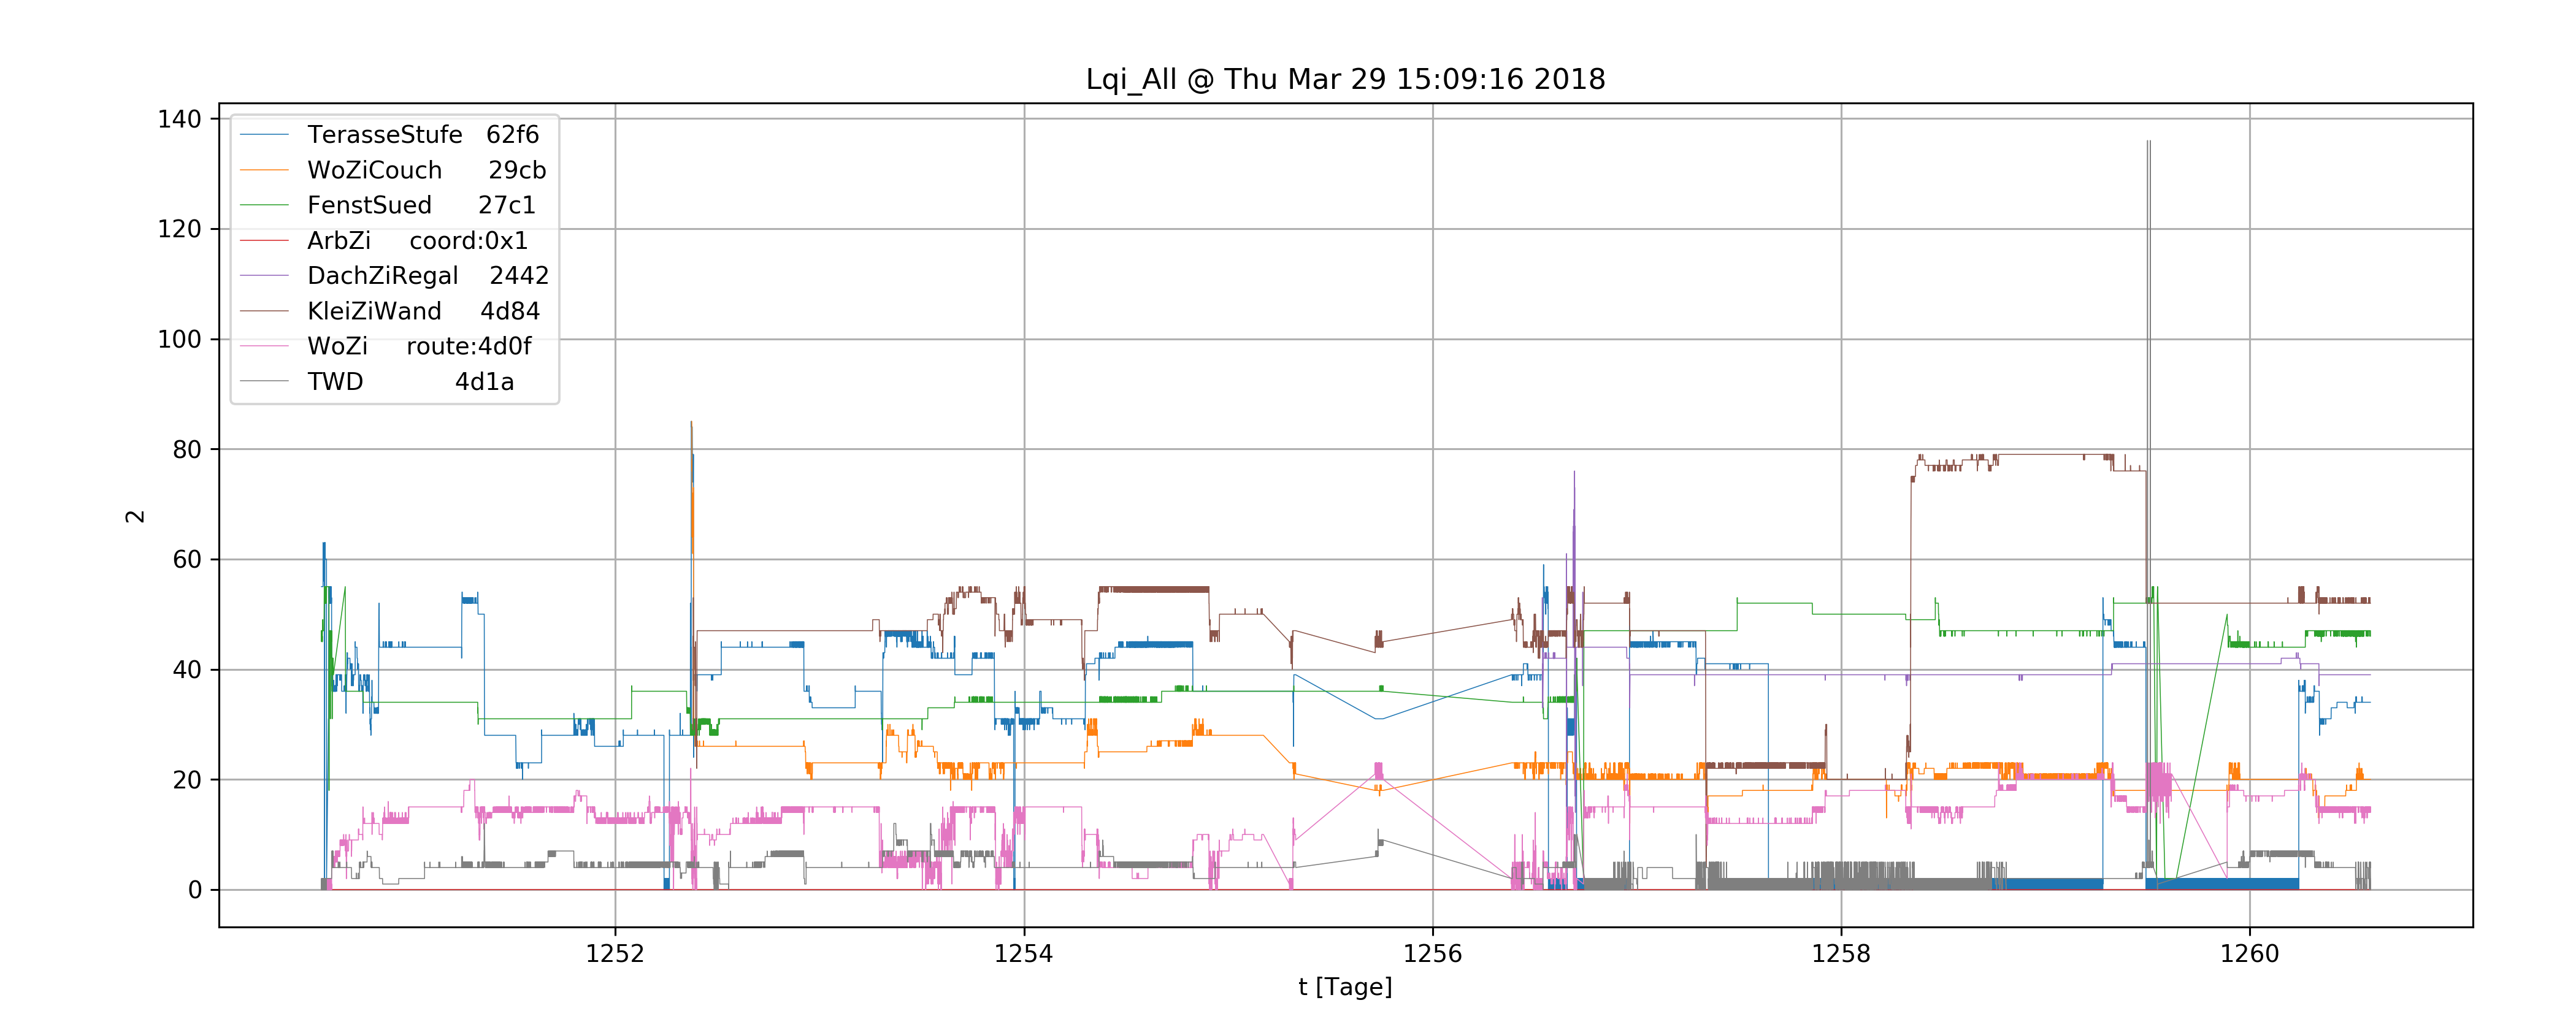 Lqi_All @ Thu Mar 29 15:09:16 2018
140
120
100
80
60
40
20
0
2
TerasseStufe 62f6
WoZiCouch 29cb
FenstSued 27c1
ArbZi coord:0x1
DachZiRegal 2442
KleiZiWand 4d84
WoZi route:4d0f
TWD 4d1a
1252
1254
1256
1258
1260
t [Tage]